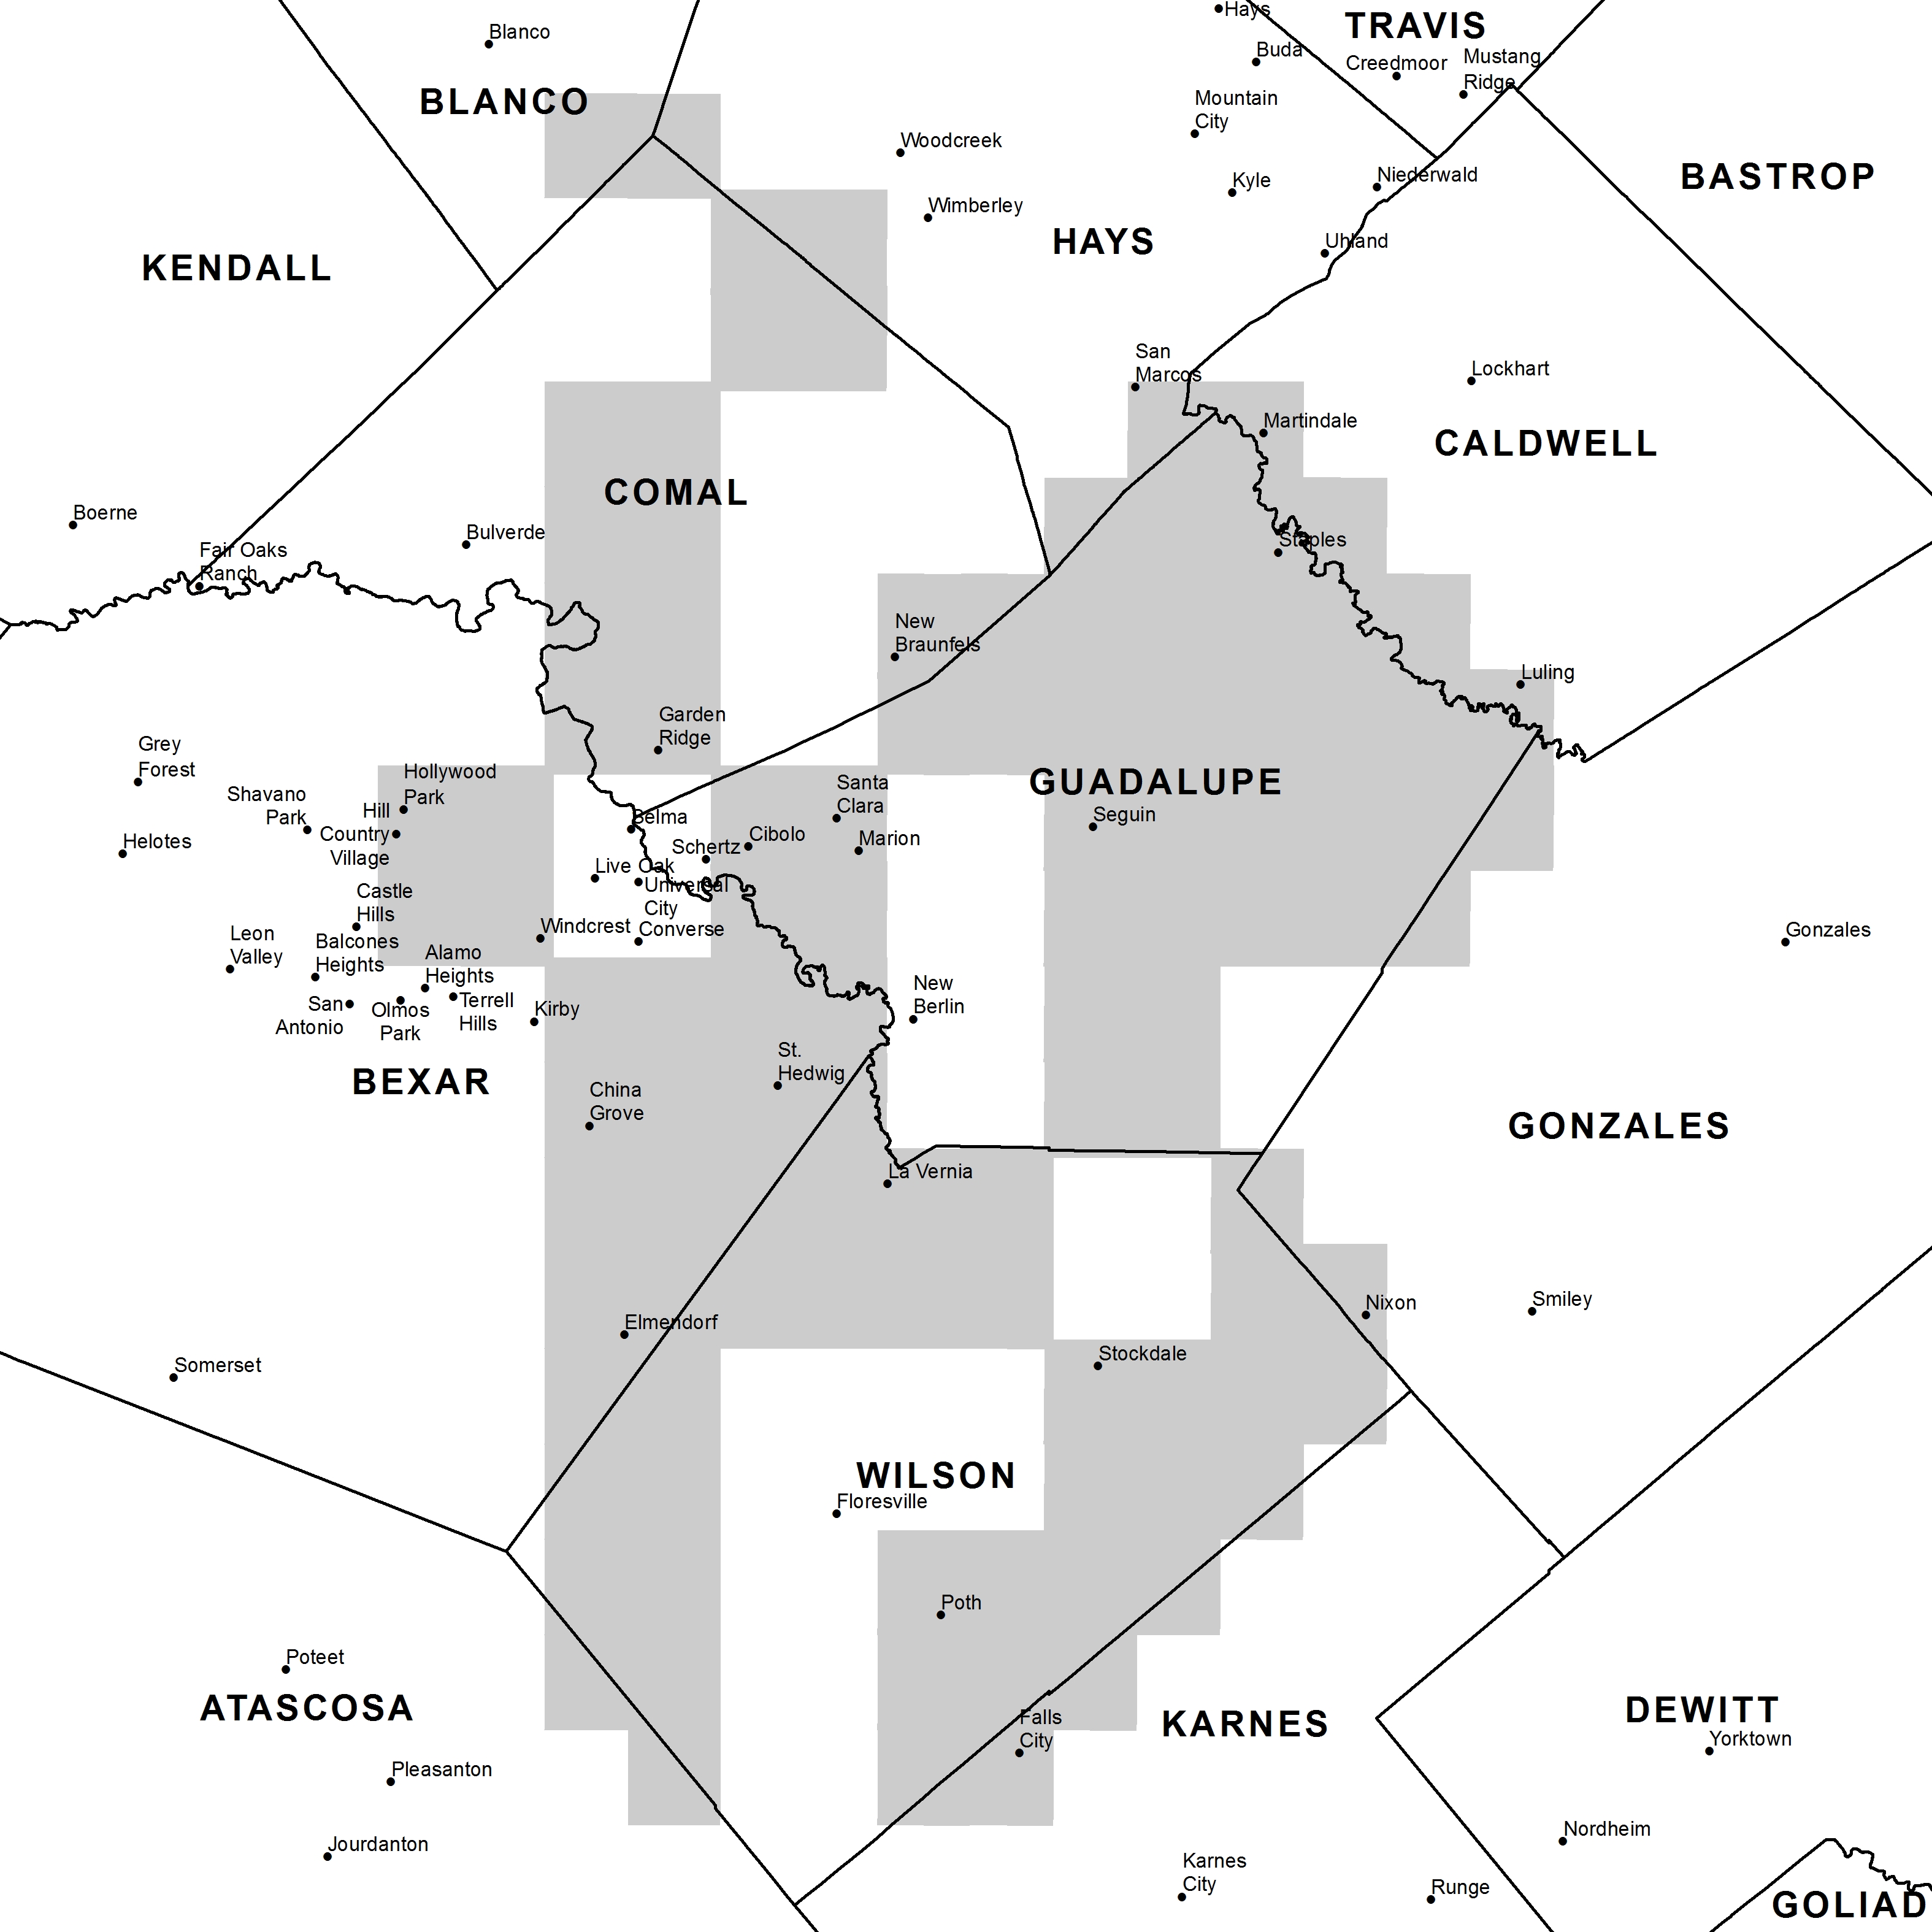 Hays
TRAVIS
Blanco
Buda
Creedmoor
Mustang
Ridge
BLANCO
Mountain
City
Woodcreek
BASTROP
Kyle
Niederwald
Wimberley
HAYS
Uhland
KENDALL
San
Marcos
Lockhart
Martindale
CALDWELL
COMAL
Boerne
Bulverde
Staples
Fair Oaks
Ranch
New
Braunfels
Luling
Garden
Ridge
Grey
Forest
Hollywood
Park
Santa
Clara
GUADALUPE
Shavano
Park
Hill
Country
Village
Selma
Seguin
Helotes
Schertz
Cibolo
Marion
Live Oak
Universal
City
Castle
Hills
Windcrest
Converse
Leon
Valley
Balcones
Heights
Gonzales
Alamo
Heights
New
Berlin
San
Antonio
Olmos
Park
Terrell
Hills
Kirby
St.
Hedwig
BEXAR
China
Grove
GONZALES
La Vernia
Nixon
Smiley
Elmendorf
Stockdale
Somerset
WILSON
Floresville
Poth
Poteet
ATASCOSA
Falls
City
KARNES
DEWITT
Yorktown
Pleasanton
Nordheim
Jourdanton
Karnes
City
Runge
GOLIAD